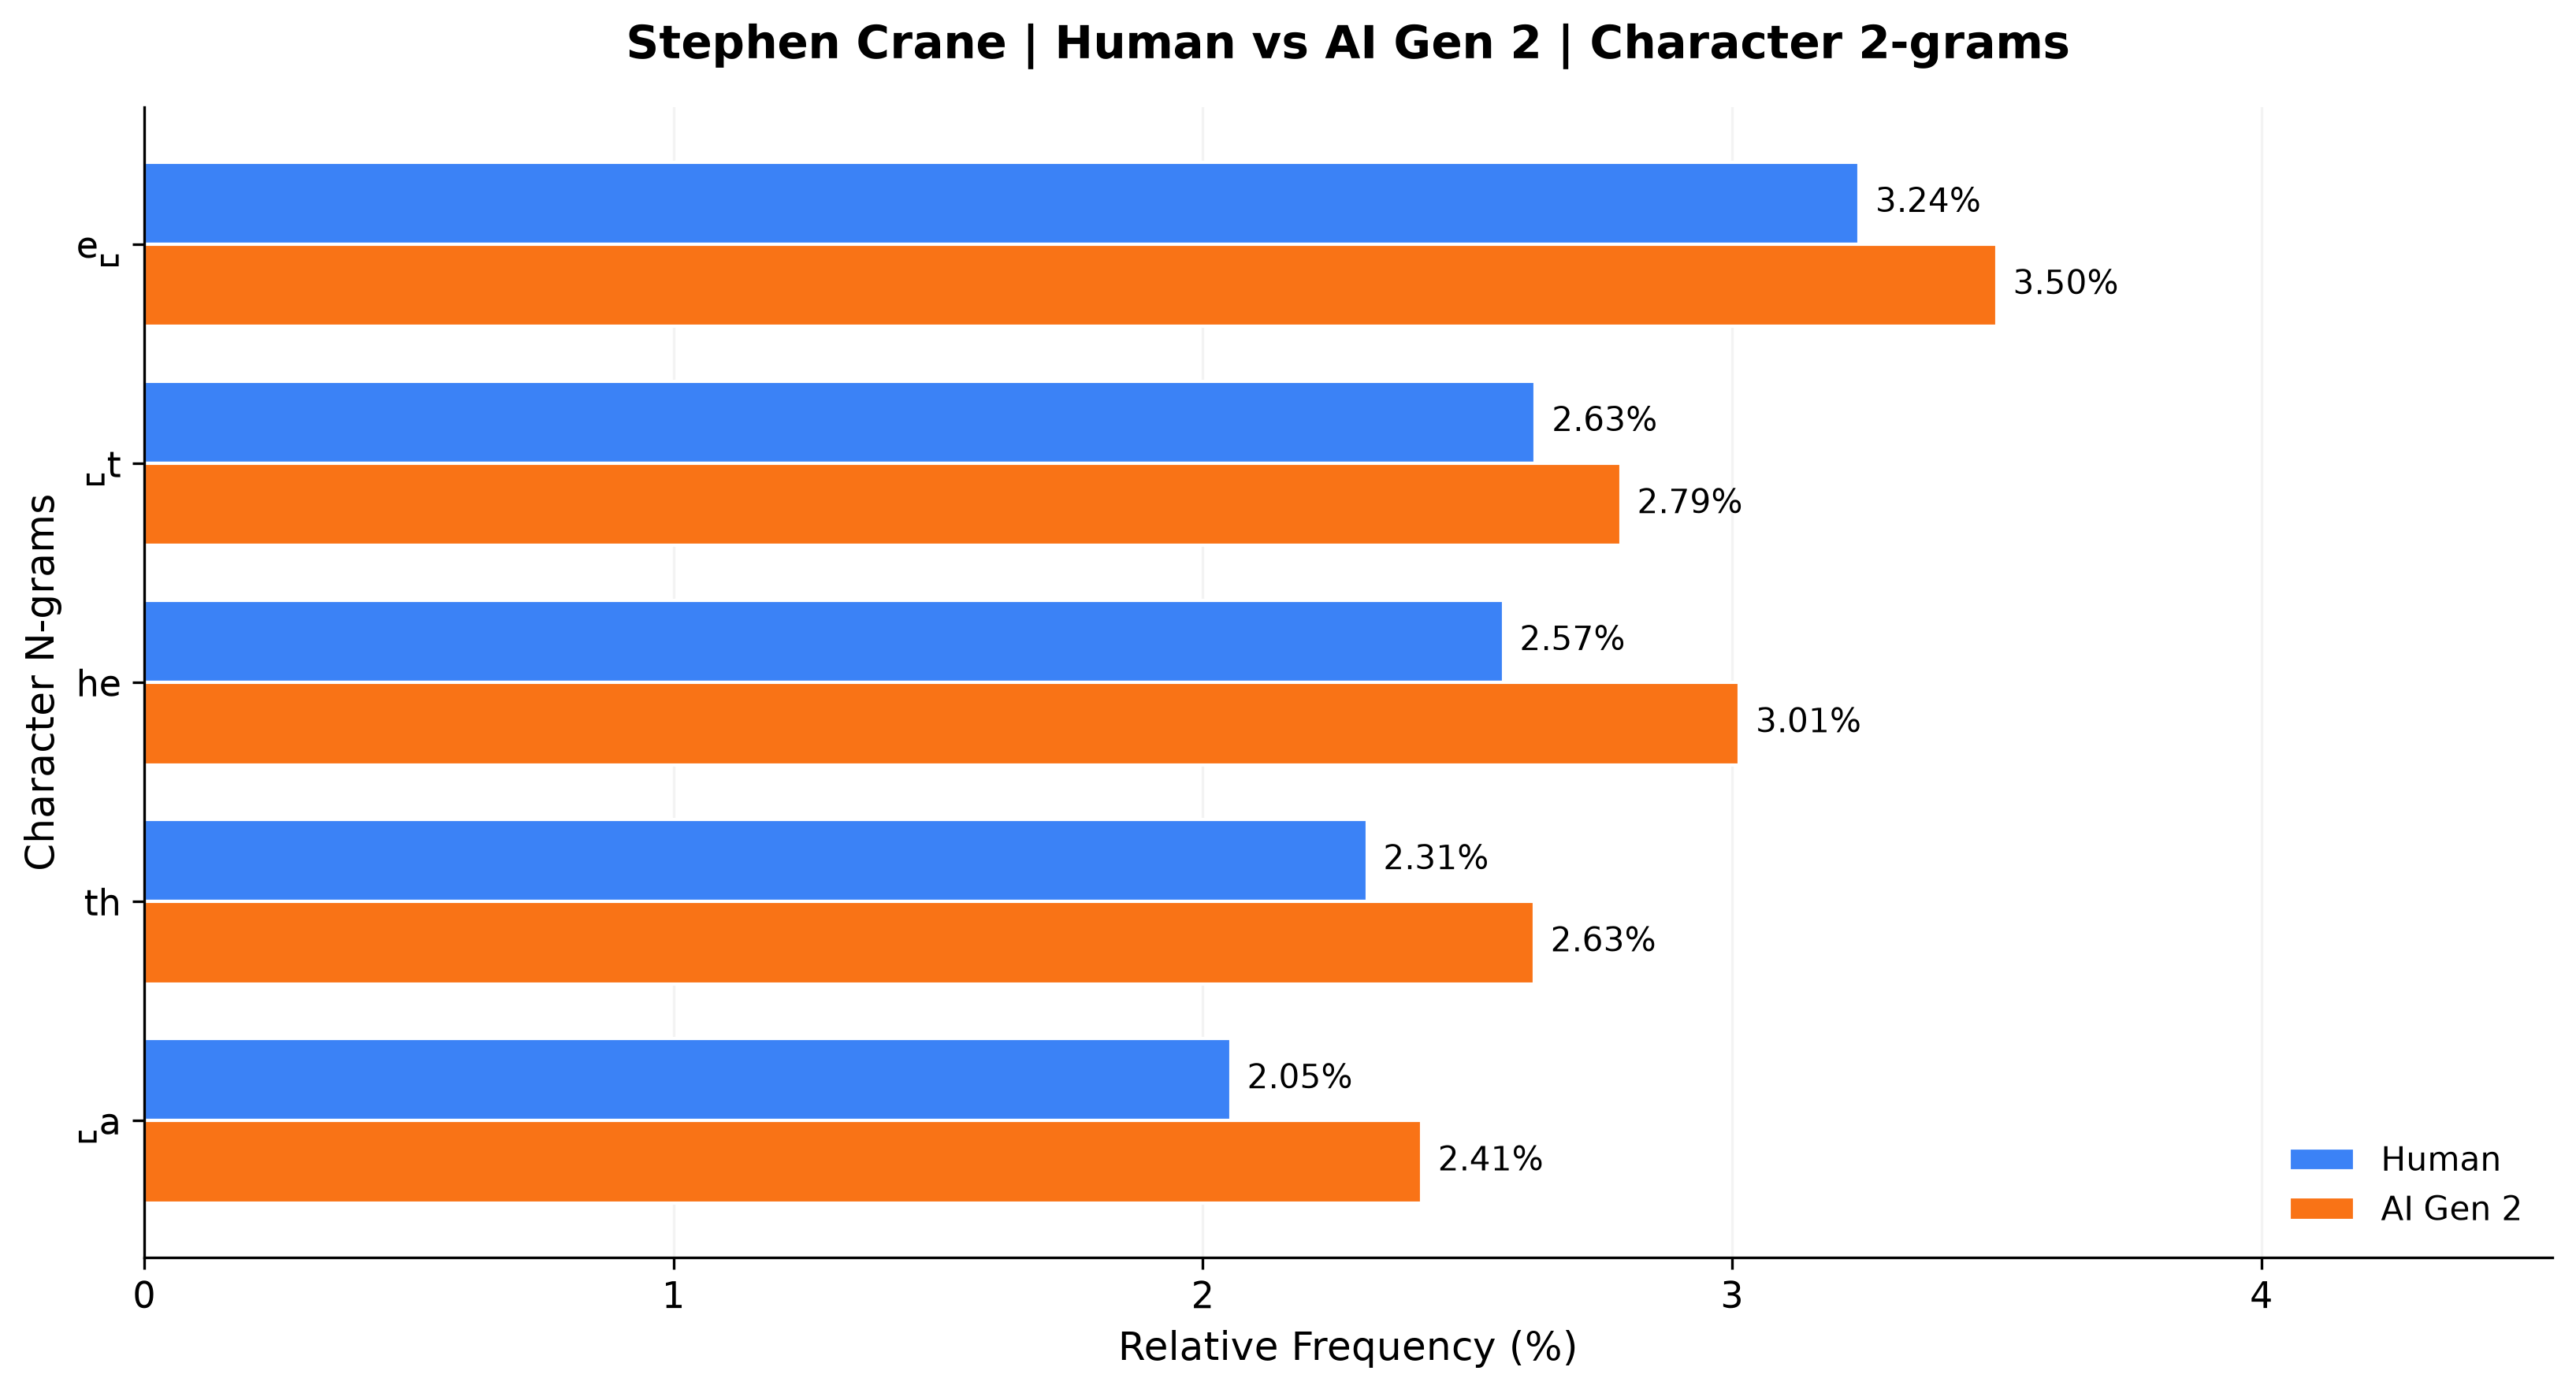 Stephen Crane | Human vs AI Gen 2 | Character 2-grams
Character N-grams
e␣
3.24%
3.50%
␣t
2.63%
2.79%
he
2.57%
3.01%
th
2.31%
2.63%
␣a
2.05%
2.41%
Human
AI Gen 2
0 1 2 3 4
Relative Frequency (%)